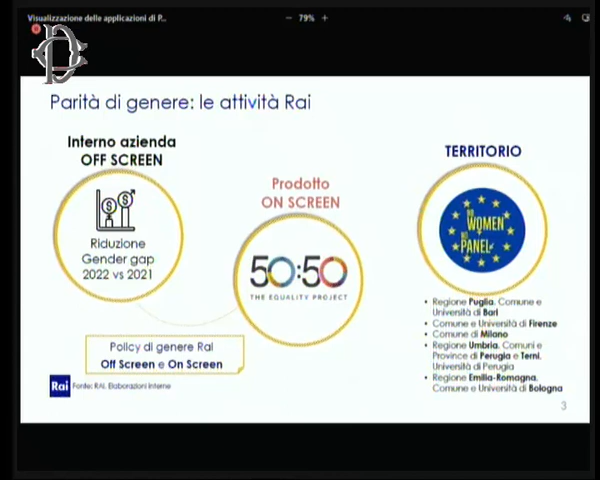 Visualizzazione delle applicazioni di P...
79%
Parità di genere: le attività Rai
Interno azienda
OFF SCREEN
Riduzione
Gender gap
2022 vs 2021
Prodotto
ON SCREEN
50:50
THE EQUALITY PROJECT
TERRITORIO
NO
WOMEN
NO
PANEL
• Regione Puglia, Comune e
Università di Bari
• Comune e Università di Firenze
• Comune di Milano
• Regione Umbria, Comuni e
Province di Perugia e Terni,
Università di Perugia
• Regione Emilia-Romagna,
Comune e Università di Bologna
Policy di genere Rai
Off Screen e On Screen
Rai
Fonte: RAI, Elaborazioni interne
3